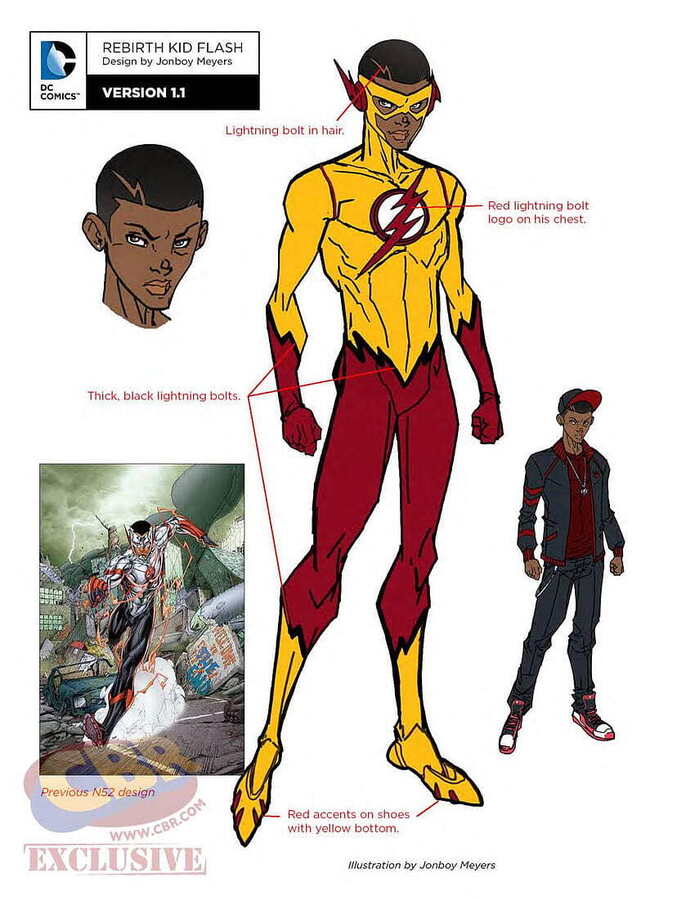 REBIRTH KID FLASH
Design by Jonboy Meyers
DC
COMICS™
VERSION 1.1
Lightning bolt in hair.
Red lightning bolt
logo on his chest.
Thick, black lightning bolts.
WELCOME
Previous N52 design
CBR
WWW.CBR.COM
EXCLUSIVE
Red accents on shoes
with yellow bottom.
Illustration by Jonboy Meyers